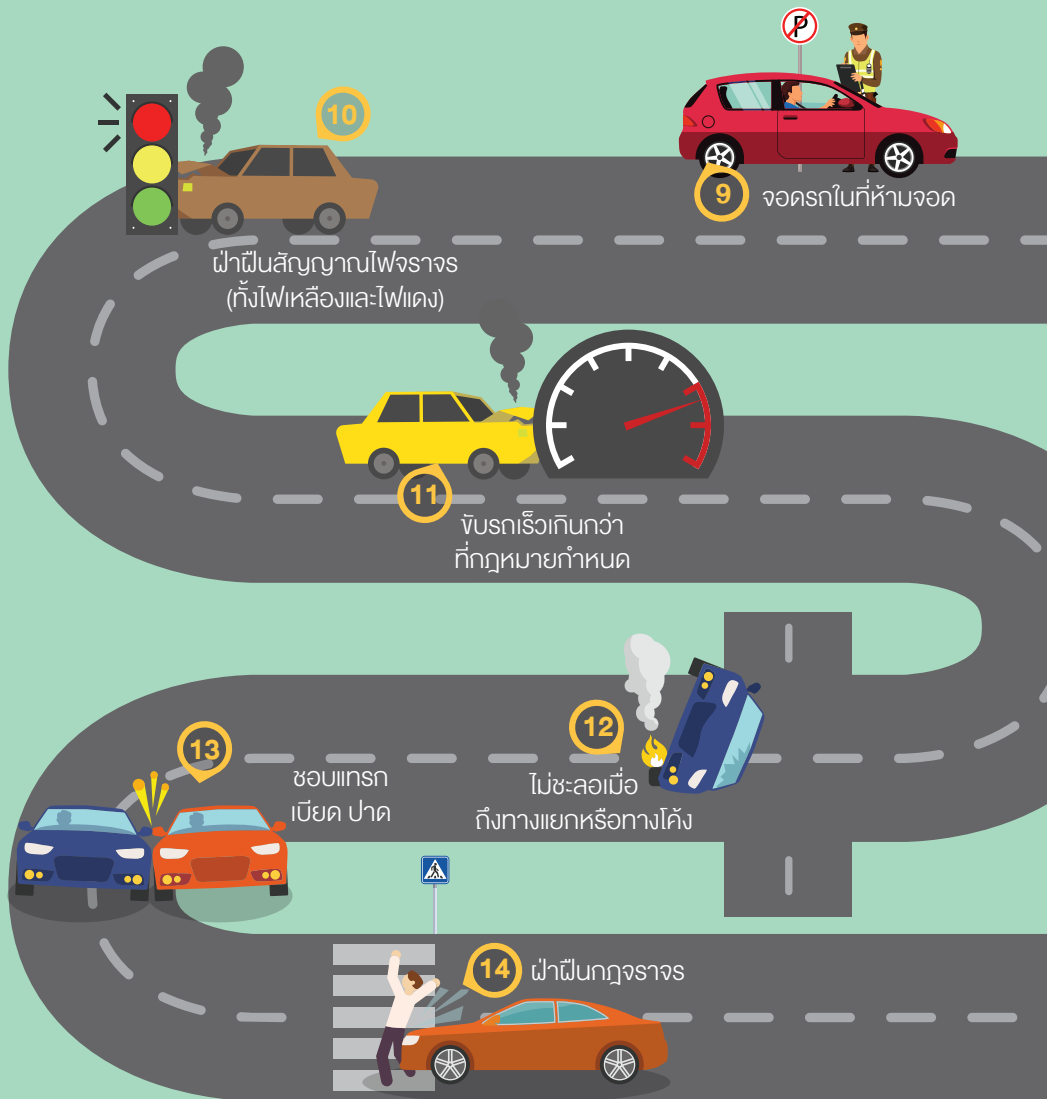 P
9
จอดรถในที่ห้ามจอด
10
ฝ่าฝืนสัญญาณไฟจราจร
(ทั้งไฟเหลืองและไฟแดง)
11
ขับรถเร็วเกินกว่า
ที่กฎหมายกำหนด
12
ไม่ชะลอเมื่อ
ถึงทางแยกหรือทางโค้ง
13
ชอบแทรก
เบียด ปาด
14
ฝ่าฝืนกฎจราจร